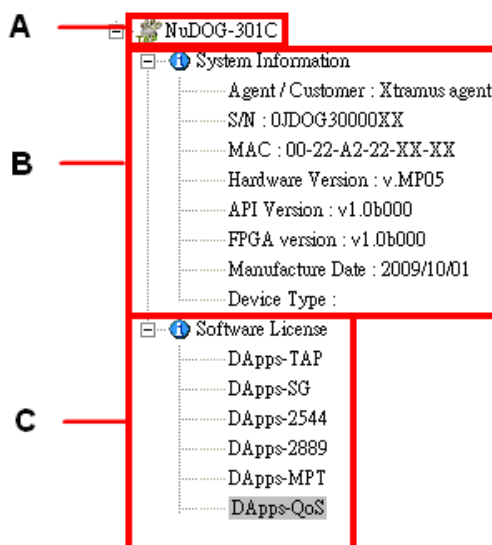 A
NuDOG-301C
System Information
Agent / Customer : Xtramus agent
S/N : 0JDOG30000XX
B
MAC : 00-22-A2-22-XX-XX
Hardware Version : v.MP05
API Version : v1.0b000
FPGA version : v1.0b000
Manufacture Date : 2009/10/01
Device Type :
Software License
DApps-TAP
DApps-SG
C
DApps-2544
DApps-2889
DApps-MPT
DApps-QoS